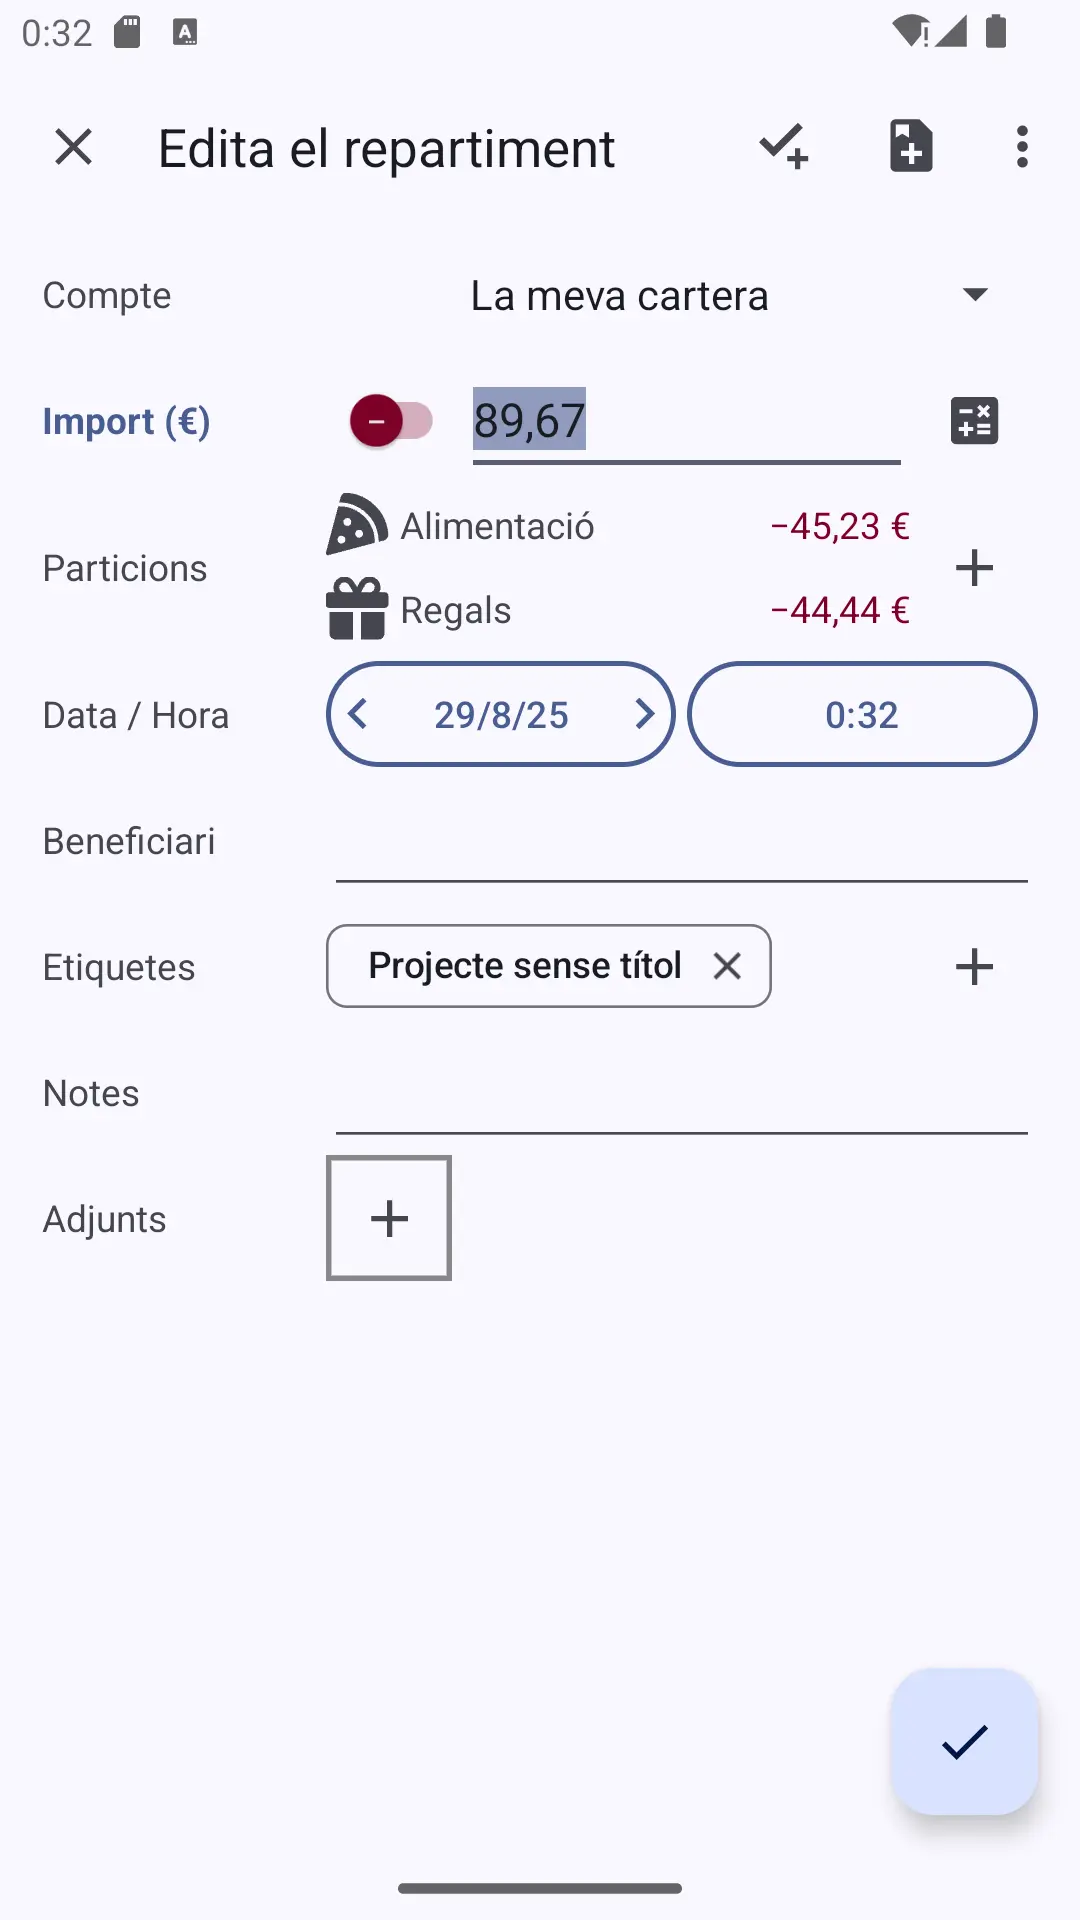 0:32
Edita el repartiment
Compte
La meva cartera
Import (€)
89,67
Particions
Alimentació
−45,23 €
Regals
−44,44 €
Data / Hora
29/8/25
0:32
Beneficiari
Etiquetes
Projecte sense títol
Notes
Adjunts